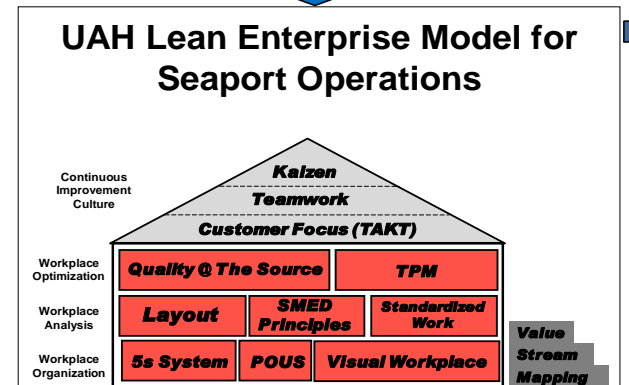 UAH Lean Enterprise Model for
Seaport Operations
Continuous
Improvement
Culture
Kaizen
Teamwork
Customer Focus (TAKT)
Workplace
Optimization
Quality @ The Source
TPM
Workplace
Analysis
Layout
SMED
Principles
Standardized
Work
Workplace
Organization
5s System
POUS
Visual Workplace
Value
Stream
Mapping